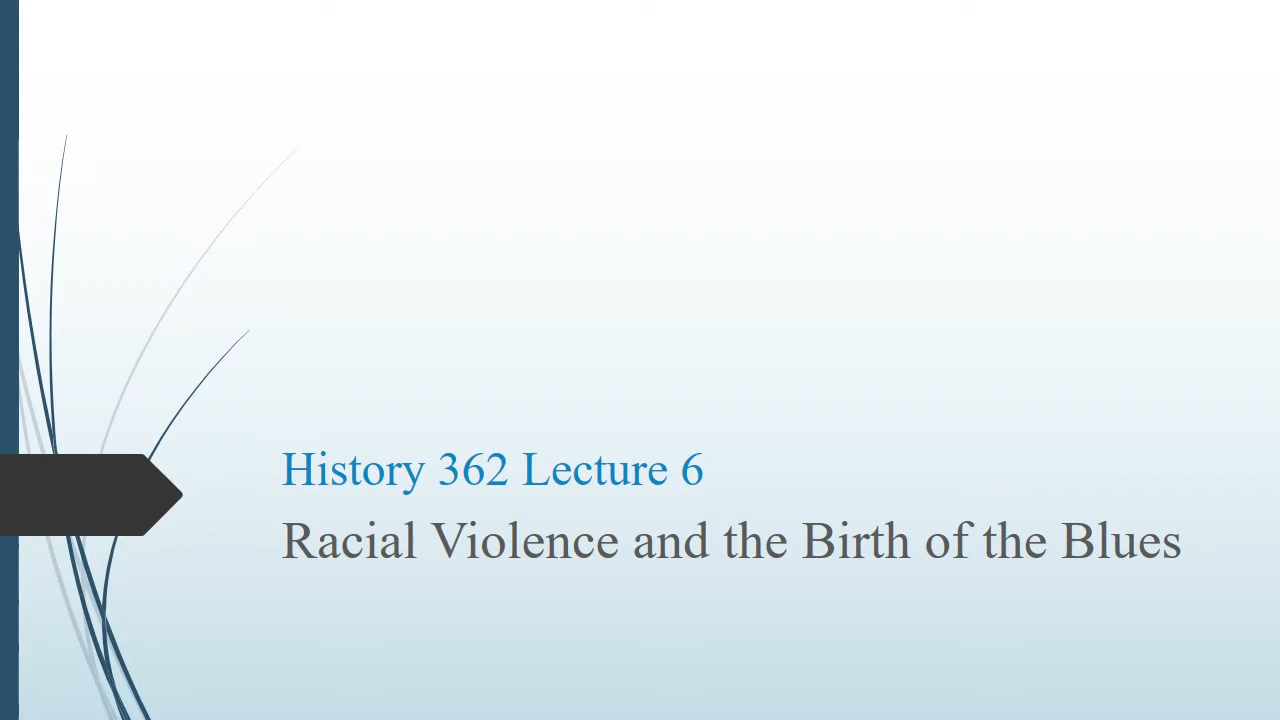 History 362 Lecture 6
Racial Violence and the Birth of the Blues